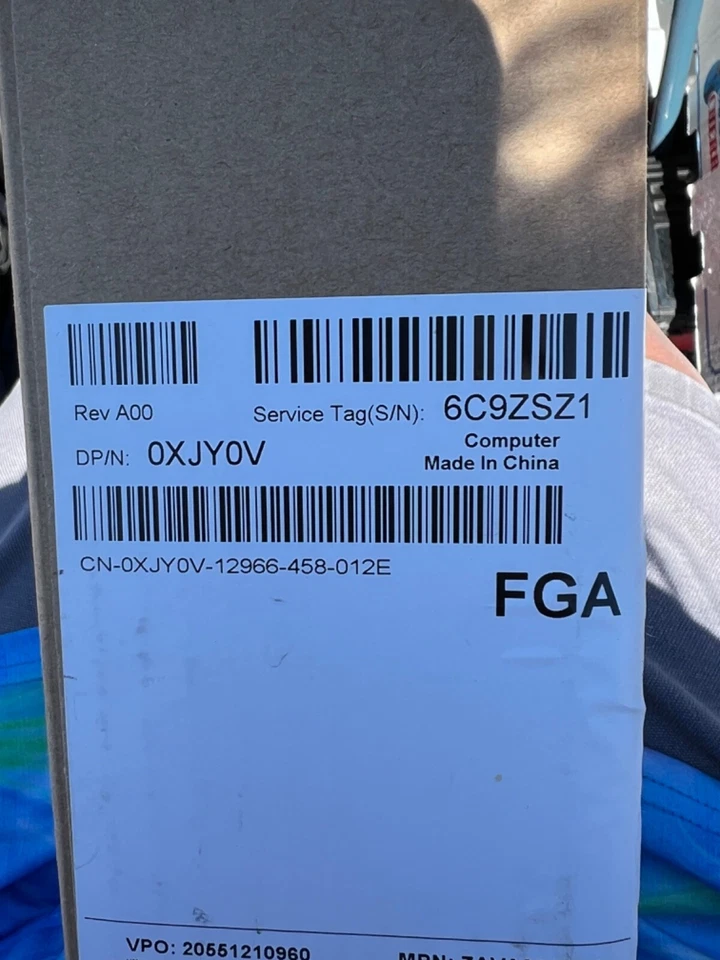 Rev A00
Service Tag(S/N): 6C9ZSZ1
DP/N: 0XJY0V
Computer
Made In China
CN-0XJY0V-12966-458-012E
FGA
VPO: 20551210960
MPN: